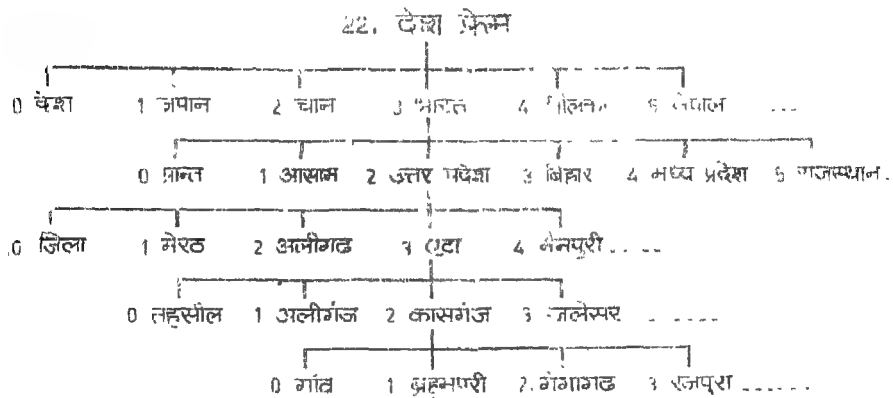 22. देश फ्रेम
0 देश 1 जपान 2 चीन 3 भारत 4 श्रीलंका 5 नेपाल ....
0 प्रान्त 1 आसाम 2 उत्तर प्रदेश 3 बिहार 4 मध्य प्रदेश 5 राजस्थान.
0 जिला 1 मेरठ 2 अलीगढ 3 एटा 4 मैनपुरी.....
0 तहसील 1 अलीगंज 2 कासगंज 3 जलेसर ......
0 गांव 1 2 गंगागढ 3 रजपुरा ......